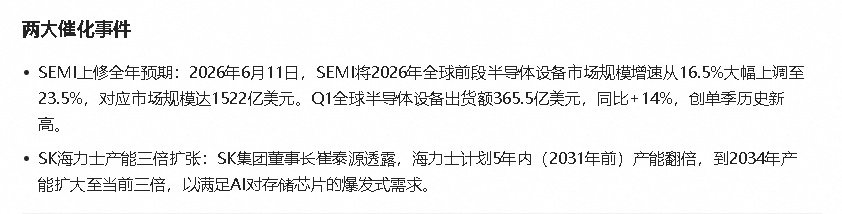 两大催化事件
• SEMI上修全年预期：2026年6月11日，SEMI将2026年全球前段半导体设备市场规模增速从16.5%大幅上调至
23.5%，对应市场规模达1522亿美元。Q1全球半导体设备出货额365.5亿美元，同比+14%，创单季历史新
高。
• SK海力士产能三倍扩张：SK集团董事长崔泰源透露，海力士计划5年内（2031年前）产能翻倍，到2034年产
能扩大至当前三倍，以满足AI对存储芯片的爆发式需求。